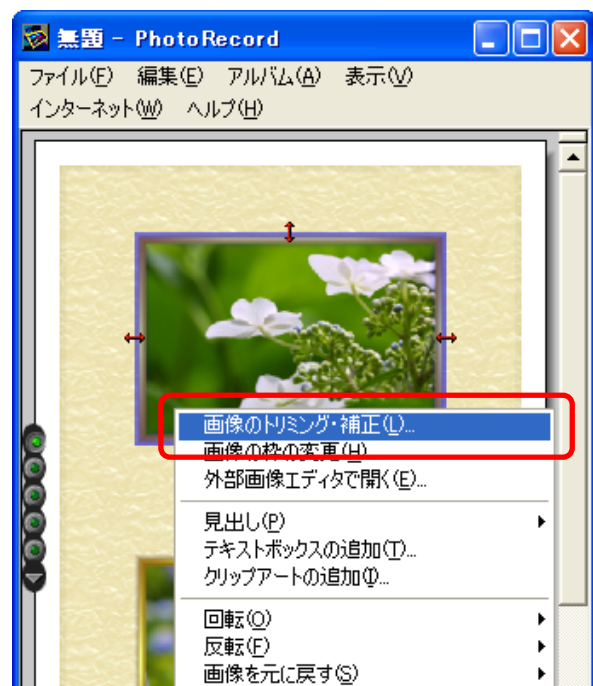 無題 - PhotoRecord
ファイル(F) 編集(E) アルバム(A) 表示(V)
インターネット(W) ヘルプ(H)
画像のトリミング・補正(L)...
画像の枠の変更(H)...
外部画像エディタで開く(E)...
見出し(P)
テキストボックスの追加(T)...
クリップアートの追加(I)...
回転(O)
反転(F)
画像を元に戻す(S)